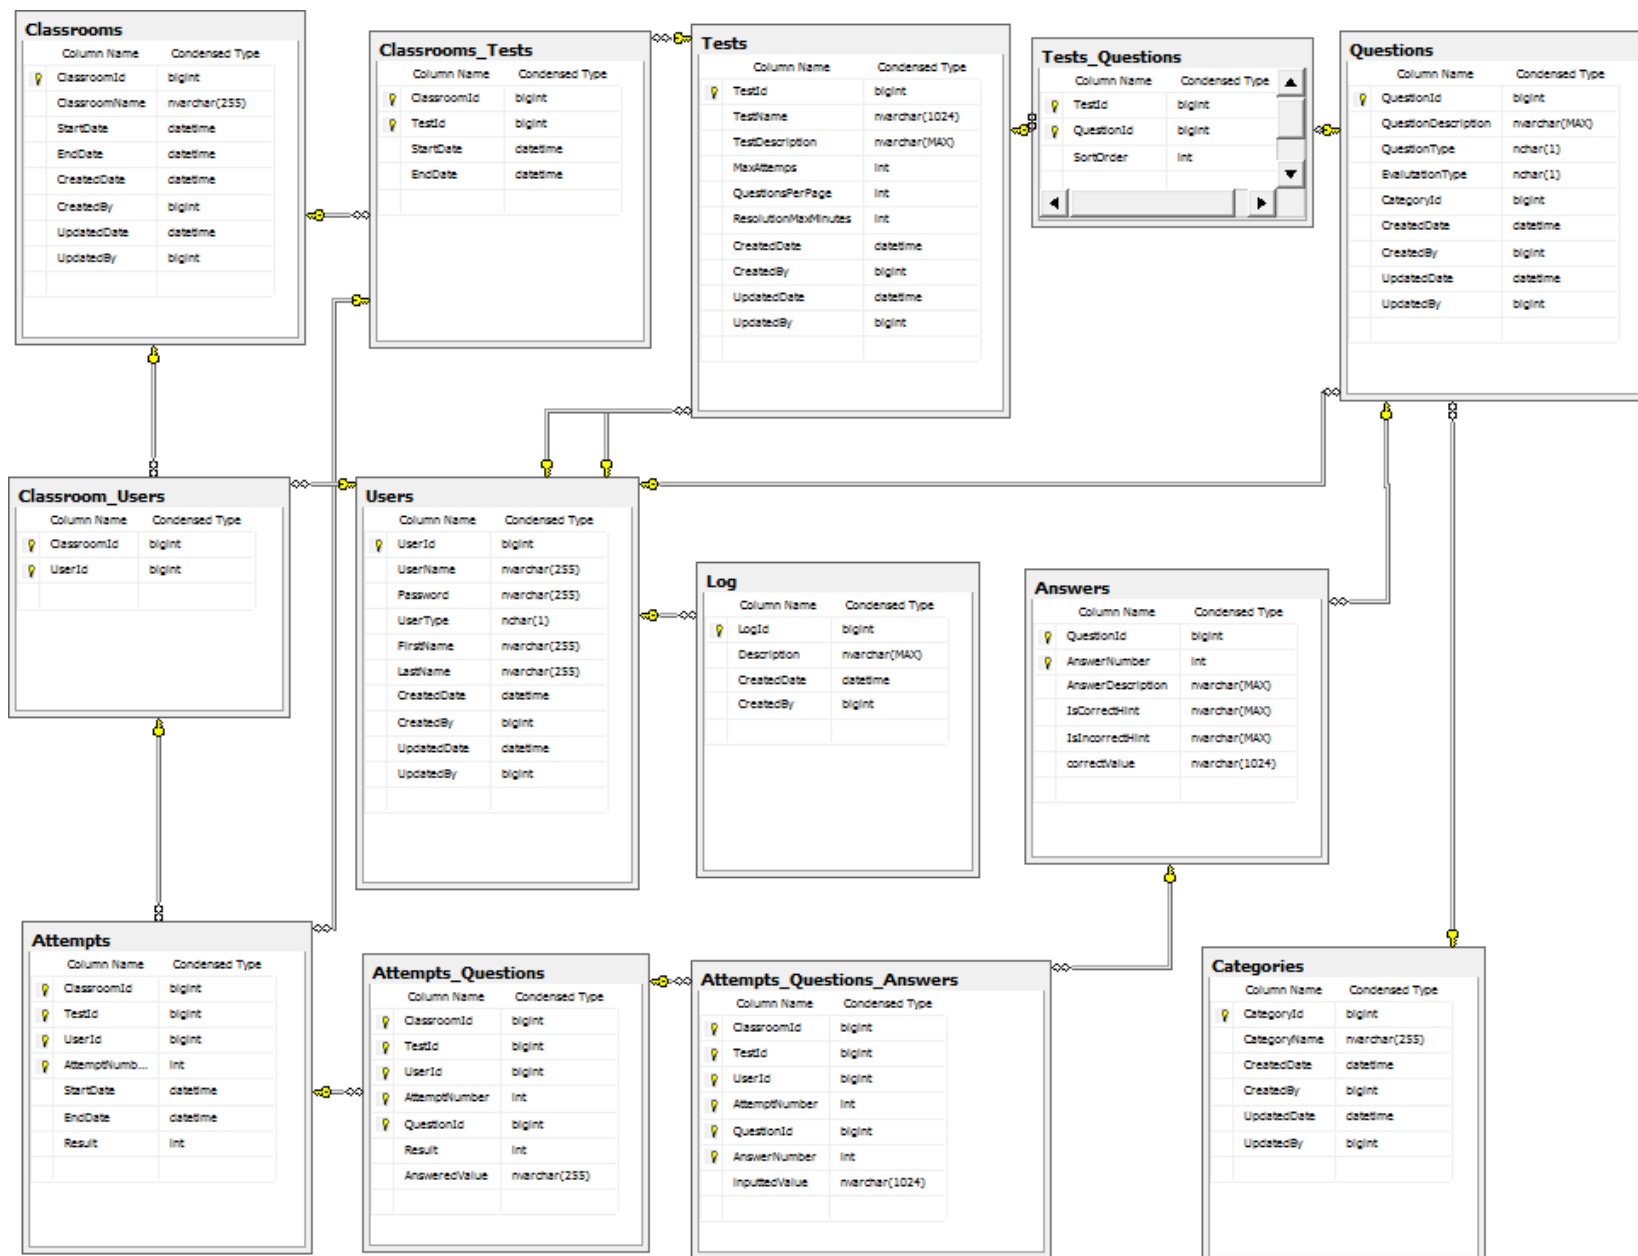 Classrooms
Column Name Condensed Type
ClassroomId bigint
ClassroomName nvarchar(255)
StartDate datetime
EndDate datetime
CreatedDate datetime
CreatedBy bigint
UpdatedDate datetime
UpdatedBy bigint
Classrooms_Tests
Column Name Condensed Type
ClassroomId bigint
TestId bigint
StartDate datetime
EndDate datetime
Tests
Column Name Condensed Type
TestId bigint
TestName nvarchar(1024)
TestDescription nvarchar(MAX)
MaxAttemps int
QuestionsPerPage int
ResolutionMaxMinutes int
CreatedDate datetime
CreatedBy bigint
UpdatedDate datetime
UpdatedBy bigint
Tests_Questions
Column Name Condensed Type
TestId bigint
QuestionId bigint
SortOrder int
Questions
Column Name Condensed Type
QuestionId bigint
QuestionDescription nvarchar(MAX)
QuestionType nchar(1)
EvalutationType nchar(1)
CategoryId bigint
CreatedDate datetime
CreatedBy bigint
UpdatedDate datetime
UpdatedBy bigint
Classroom_Users
Column Name Condensed Type
ClassroomId bigint
UserId bigint
Users
Column Name Condensed Type
UserId bigint
UserName nvarchar(255)
Password nvarchar(255)
UserType nchar(1)
FirstName nvarchar(255)
LastName nvarchar(255)
CreatedDate datetime
CreatedBy bigint
UpdatedDate datetime
UpdatedBy bigint
Log
Column Name Condensed Type
LogId bigint
Description nvarchar(MAX)
CreatedDate datetime
CreatedBy bigint
Answers
Column Name Condensed Type
QuestionId bigint
AnswerNumber int
AnswerDescription nvarchar(MAX)
IsCorrectHint nvarchar(MAX)
IsIncorrectHint nvarchar(MAX)
correctValue nvarchar(1024)
Attempts
Column Name Condensed Type
ClassroomId bigint
TestId bigint
UserId bigint
AttemptNumb... int
StartDate datetime
EndDate datetime
Result int
Attempts_Questions
Column Name Condensed Type
ClassroomId bigint
TestId bigint
UserId bigint
AttemptNumber int
QuestionId bigint
Result int
AnsweredValue nvarchar(255)
Attempts_Questions_Answers
Column Name Condensed Type
ClassroomId bigint
TestId bigint
UserId bigint
AttemptNumber int
QuestionId bigint
AnswerNumber int
InputtedValue nvarchar(1024)
Categories
Column Name Condensed Type
CategoryId bigint
CategoryName nvarchar(255)
CreatedDate datetime
CreatedBy bigint
UpdatedDate datetime
UpdatedBy bigint